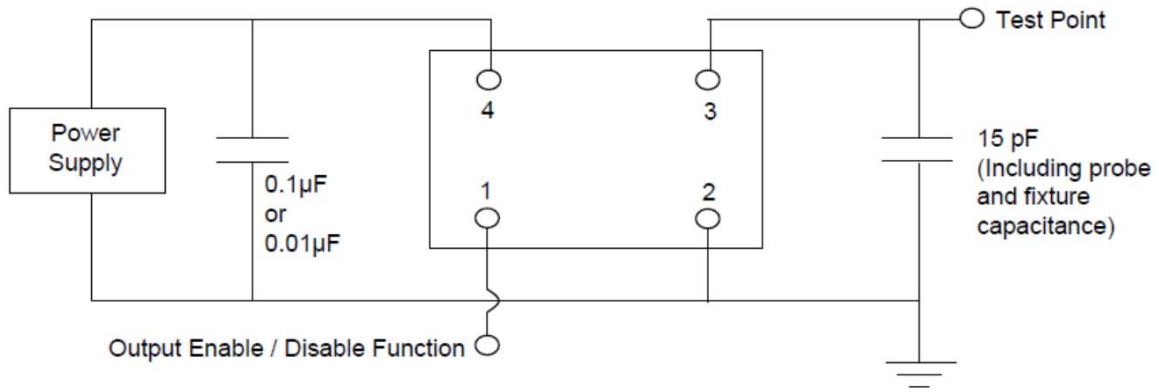 Test Point
4
3
Power
Supply
15 pF
(Including probe
and fixture
capacitance)
0.1µF
or
0.01µF
1
2
Output Enable / Disable Function